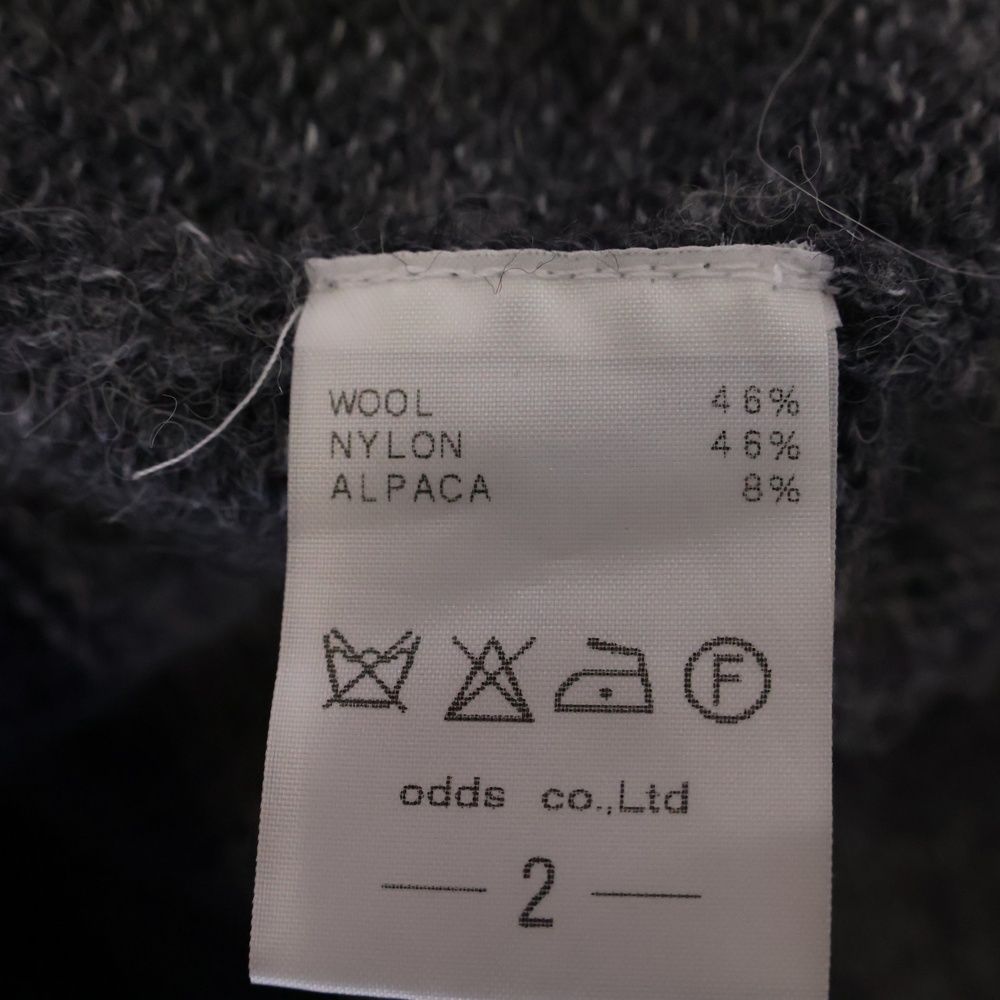 WOOL 46%
NYLON 46%
ALPACA 8%
F
odds co.,Ltd
2